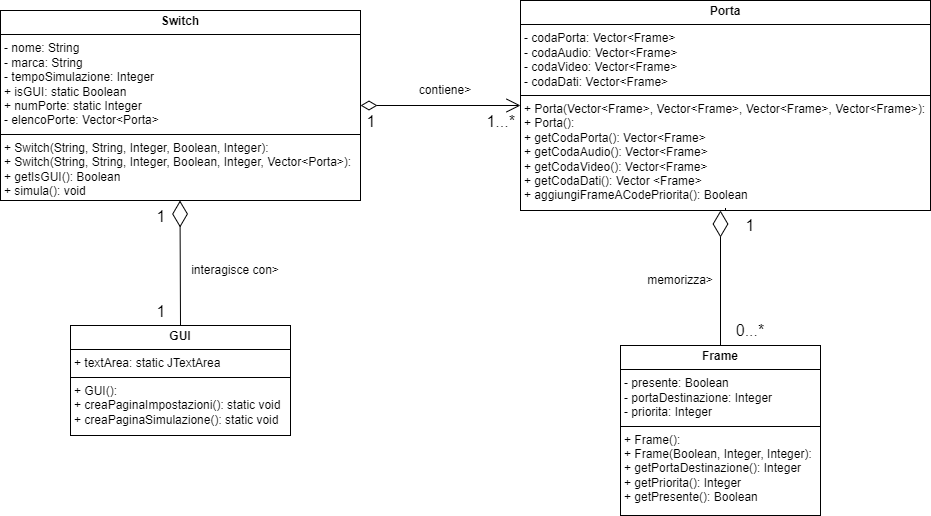 Switch
- nome: String
- marca: String
- tempoSimulazione: Integer
+ isGUI: static Boolean
+ numPorte: static Integer
- elencoPorte: Vector<Porta>
+ Switch(String, String, Integer, Boolean, Integer):
+ Switch(String, String, Integer, Boolean, Integer, Vector<Porta>):
+ getIsGUI(): Boolean
+ simula(): void
contiene>
1
1...*
Porta
- codaPorta: Vector<Frame>
- codaAudio: Vector<Frame>
- codaVideo: Vector<Frame>
- codaDati: Vector<Frame>
+ Porta(Vector<Frame>, Vector<Frame>, Vector<Frame>, Vector<Frame>):
+ Porta():
+ getCodaPorta(): Vector<Frame>
+ getCodaAudio(): Vector<Frame>
+ getCodaVideo(): Vector<Frame>
+ getCodaDati(): Vector <Frame>
+ aggiungiFrameACodePriorita(): Boolean
1
interagisce con>
1
GUI
+ textArea: static JTextArea
+ GUI():
+ creaPaginaImpostazioni(): static void
+ creaPaginaSimulazione(): static void
1
memorizza>
0...*
Frame
- presente: Boolean
- portaDestinazione: Integer
- priorita: Integer
+ Frame():
+ Frame(Boolean, Integer, Integer):
+ getPortaDestinazione(): Integer
+ getPriorita(): Integer
+ getPresente(): Boolean